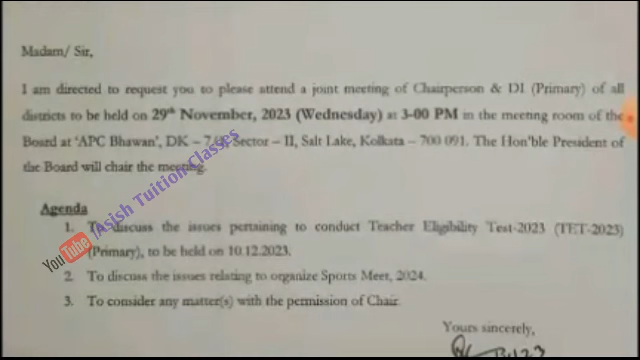 Madam/ Sir,
I am directed to request you to please attend a joint meeting of Chairperson & DI (Primary) of all
districts to be held on 29th November, 2023 (Wednesday) at 3-00 PM in the meeting room of the
Board at 'APC Bhawan', DK – Sector – II, Salt Lake, Kolkata – 700 091. The Hon'ble President of
the Board will chair the meeting.
Agenda
1. To discuss the issues pertaining to conduct Teacher Eligibility Test-2023 (TET-2023)
(Primary), to be held on 10.12.2023.
2. To discuss the issues relating to organize Sports Meet, 2024.
3. To consider any matter(s) with the permission of Chair.
Yours sincerely,
YouTube /Asish Tuition Classes